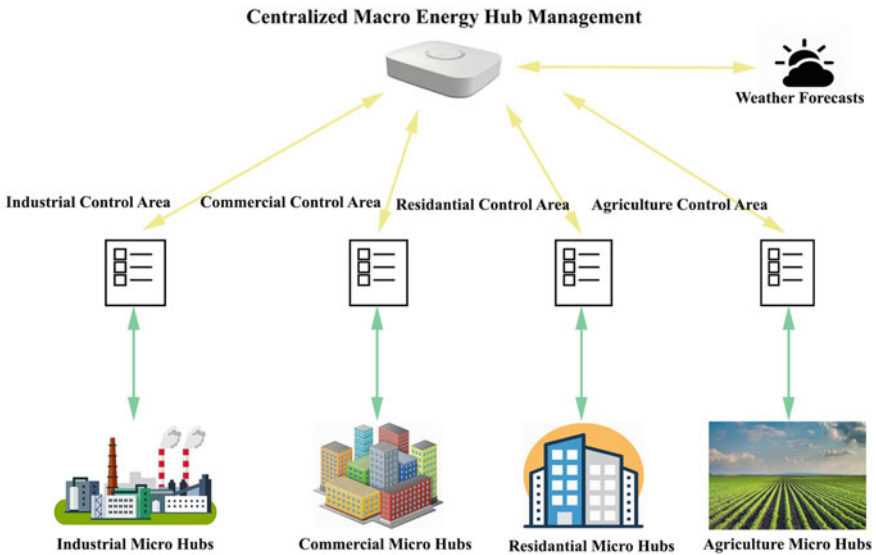 Centralized Macro Energy Hub Management
Weather Forecasts
Industrial Control Area
Commercial Control Area
Residantial Control Area
Agriculture Control Area
Industrial Micro Hubs
Commercial Micro Hubs
Residantial Micro Hubs
Agriculture Micro Hubs